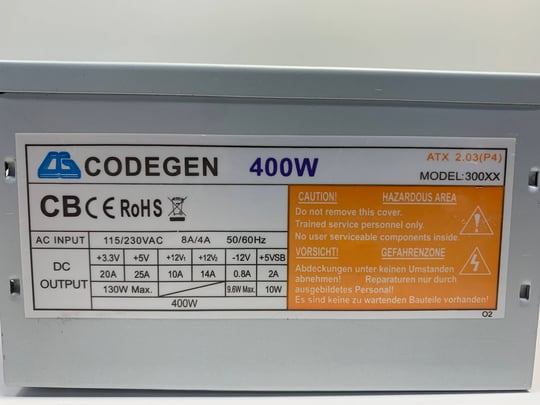 CODEGEN 400W
ATX 2.03(P4)
MODEL:300XX
CB CE RoHS
AC INPUT 115/230VAC 8A/4A 50/60Hz
DC OUTPUT
+3.3V +5V +12V1 +12V2 -12V +5VSB
20A 25A 10A 14A 0.8A 2A
130W Max. 9.6W Max. 10W
400W
CAUTION! HAZARDOUS AREA
Do not remove this cover.
Trained service personnel only.
No user serviceable components inside.
VORSICHT! GEFAHRENZONE
Abdeckungen unter keinen Umständen
abnehmen! Reparaturen nur durch
ausgebildetes Personal!
Es sind keine zu wartenden Bauteile vorhanden!
O2